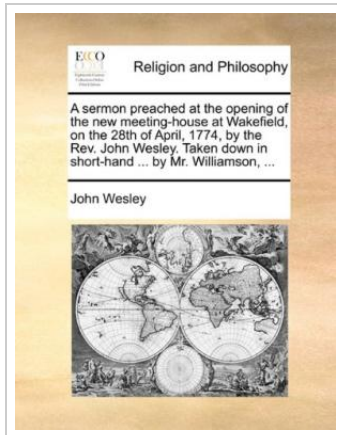 ECCO
Religion and Philosophy
A sermon preached at the opening of
the new meeting-house at Wakefield,
on the 28th of April, 1774, by the
Rev. John Wesley. Taken down in
short-hand ... by Mr. Williamson, ...
John Wesley